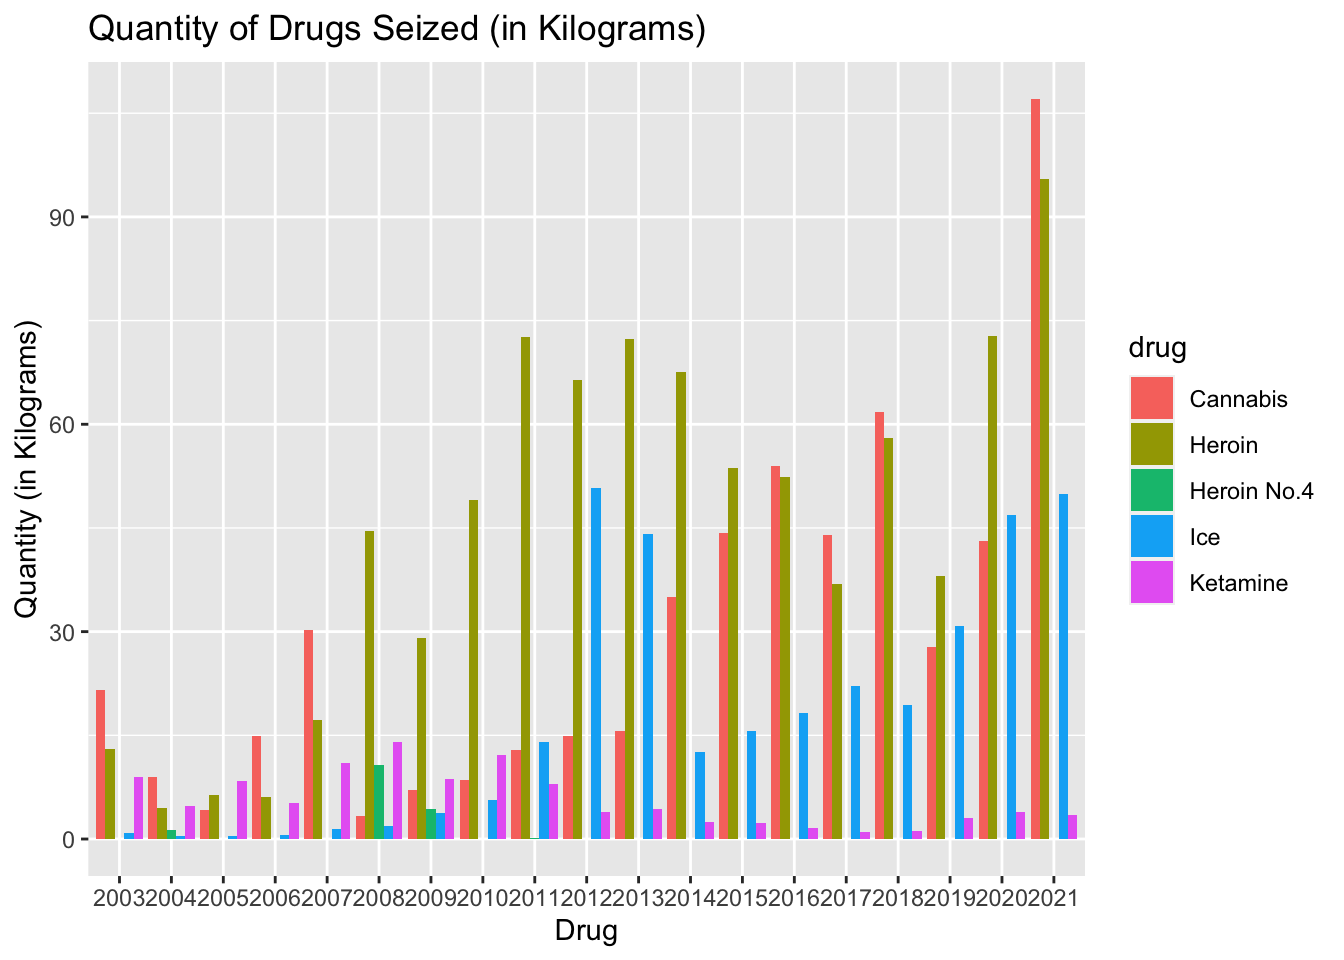 Quantity of Drugs Seized (in Kilograms)
Quantity (in Kilograms)
90
60
30
0
2003200420052006200720082009201020112012201320142015201620172018201920202021
Drug
drug
Cannabis
Heroin
Heroin No.4
Ice
Ketamine